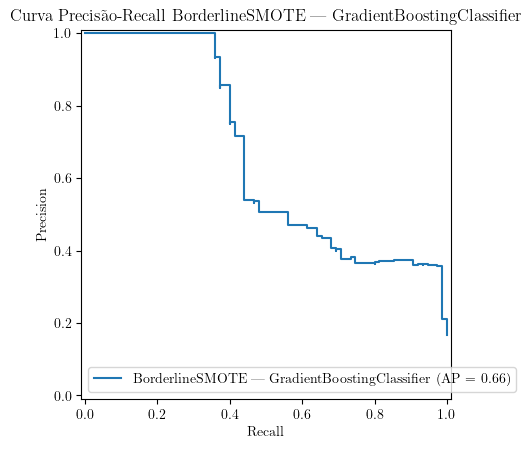 Curva Precisão-Recall BorderlineSMOTE — GradientBoostingClassifier
1.0
0.8
0.6
Precision
0.4
0.2
BorderlineSMOTE — GradientBoostingClassifier (AP = 0.66)
0.0
0.0 0.2 0.4 0.6 0.8 1.0
Recall